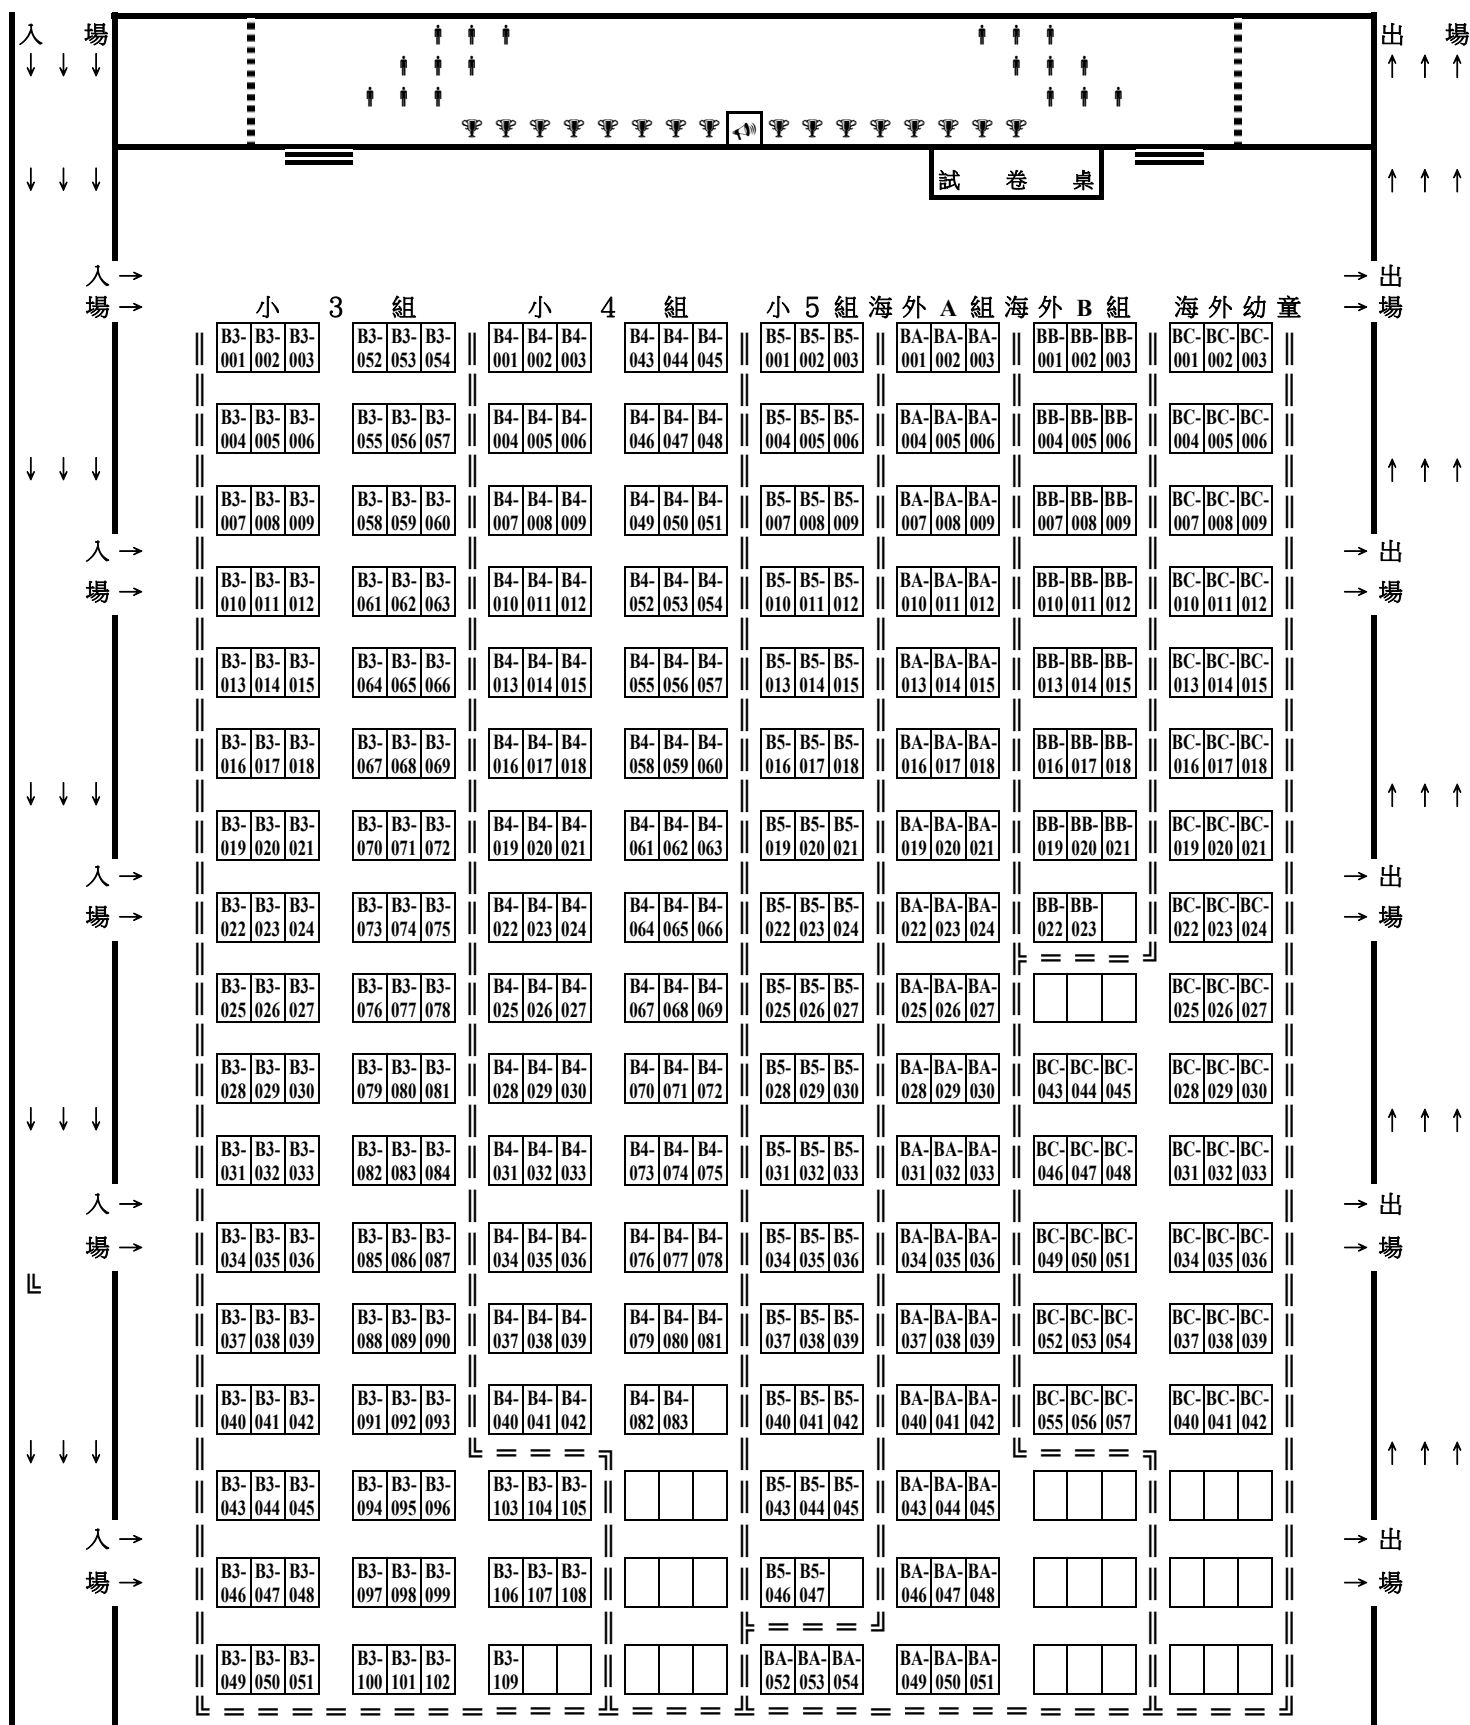 入 場 出 場
↓ ↓ ↓ ↑ ↑ ↑
↓ ↓ ↓ 試 卷 桌 ↑ ↑ ↑
入 → → 出
場 → 小 3 組 小 4 組 小 5 組 海 外 A 組 海 外 B 組 海 外 幼 童 → 場
B3- B3- B3- B3- B3- B3- B4- B4- B4- B4- B4- B4- B5- B5- B5- BA- BA- BA- BB- BB- BB- BC- BC- BC-
001 002 003 052 053 054 001 002 003 043 044 045 001 002 003 001 002 003 001 002 003 001 002 003
B3- B3- B3- B3- B3- B3- B4- B4- B4- B4- B4- B4- B5- B5- B5- BA- BA- BA- BB- BB- BB- BC- BC- BC-
004 005 006 055 056 057 004 005 006 046 047 048 004 005 006 004 005 006 004 005 006 004 005 006
↓ ↓ ↓ ↑ ↑ ↑
B3- B3- B3- B3- B3- B3- B4- B4- B4- B4- B4- B4- B5- B5- B5- BA- BA- BA- BB- BB- BB- BC- BC- BC-
007 008 009 058 059 060 007 008 009 049 050 051 007 008 009 007 008 009 007 008 009 007 008 009
入 → → 出
B3- B3- B3- B3- B3- B3- B4- B4- B4- B4- B4- B4- B5- B5- B5- BA- BA- BA- BB- BB- BB- BC- BC- BC-
場 → 010 011 012 061 062 063 010 011 012 052 053 054 010 011 012 010 011 012 010 011 012 010 011 012 → 場
B3- B3- B3- B3- B3- B3- B4- B4- B4- B4- B4- B4- B5- B5- B5- BA- BA- BA- BB- BB- BB- BC- BC- BC-
013 014 015 064 065 066 013 014 015 055 056 057 013 014 015 013 014 015 013 014 015 013 014 015
B3- B3- B3- B3- B3- B3- B4- B4- B4- B4- B4- B4- B5- B5- B5- BA- BA- BA- BB- BB- BB- BC- BC- BC-
016 017 018 067 068 069 016 017 018 058 059 060 016 017 018 016 017 018 016 017 018 016 017 018
↓ ↓ ↓ ↑ ↑ ↑
B3- B3- B3- B3- B3- B3- B4- B4- B4- B4- B4- B4- B5- B5- B5- BA- BA- BA- BB- BB- BB- BC- BC- BC-
019 020 021 070 071 072 019 020 021 061 062 063 019 020 021 019 020 021 019 020 021 019 020 021
入 → → 出
B3- B3- B3- B3- B3- B3- B4- B4- B4- B4- B4- B4- B5- B5- B5- BA- BA- BA- BB- BB- BC- BC- BC-
場 → 022 023 024 073 074 075 022 023 024 064 065 066 022 023 024 022 023 024 022 023 022 023 024 → 場
B3- B3- B3- B3- B3- B3- B4- B4- B4- B4- B4- B4- B5- B5- B5- BA- BA- BA- BC- BC- BC-
025 026 027 076 077 078 025 026 027 067 068 069 025 026 027 025 026 027 025 026 027
B3- B3- B3- B3- B3- B3- B4- B4- B4- B4- B4- B4- B5- B5- B5- BA- BA- BA- BC- BC- BC- BC- BC- BC-
028 029 030 079 080 081 028 029 030 070 071 072 028 029 030 028 029 030 043 044 045 028 029 030
↓ ↓ ↓ ↑ ↑ ↑
B3- B3- B3- B3- B3- B3- B4- B4- B4- B4- B4- B4- B5- B5- B5- BA- BA- BA- BC- BC- BC- BC- BC- BC-
031 032 033 082 083 084 031 032 033 073 074 075 031 032 033 031 032 033 046 047 048 031 032 033
入 → → 出
B3- B3- B3- B3- B3- B3- B4- B4- B4- B4- B4- B4- B5- B5- B5- BA- BA- BA- BC- BC- BC- BC- BC- BC-
場 → 034 035 036 085 086 087 034 035 036 076 077 078 034 035 036 034 035 036 049 050 051 034 035 036 → 場
B3- B3- B3- B3- B3- B3- B4- B4- B4- B4- B4- B4- B5- B5- B5- BA- BA- BA- BC- BC- BC- BC- BC- BC-
037 038 039 088 089 090 037 038 039 079 080 081 037 038 039 037 038 039 052 053 054 037 038 039
B3- B3- B3- B3- B3- B3- B4- B4- B4- B4- B4- B5- B5- B5- BA- BA- BA- BC- BC- BC- BC- BC- BC-
040 041 042 091 092 093 040 041 042 082 083 040 041 042 040 041 042 055 056 057 040 041 042
↓ ↓ ↓ ↑ ↑ ↑
B3- B3- B3- B3- B3- B3- B3- B3- B3- B5- B5- B5- BA- BA- BA-
043 044 045 094 095 096 103 104 105 043 044 045 043 044 045
入 → → 出
B3- B3- B3- B3- B3- B3- B3- B3- B3- B5- B5- BA- BA- BA-
場 → 046 047 048 097 098 099 106 107 108 046 047 046 047 048 → 場
B3- B3- B3- B3- B3- B3- B3- BA- BA- BA- BA- BA- BA-
049 050 051 100 101 102 109 052 053 054 049 050 051